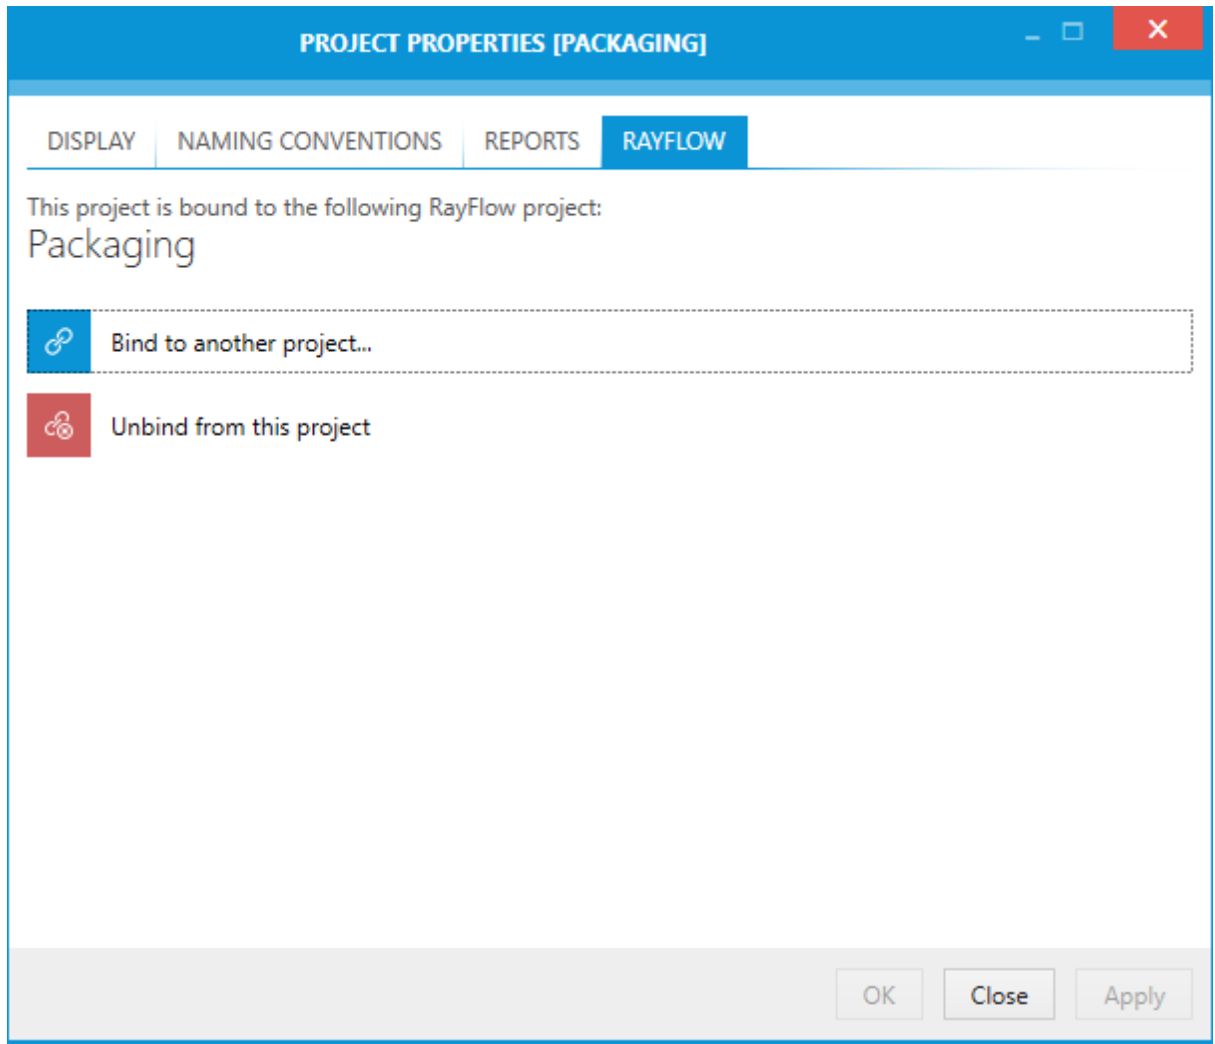 PROJECT PROPERTIES [PACKAGING]
DISPLAY NAMING CONVENTIONS REPORTS RAYFLOW
This project is bound to the following RayFlow project:
Packaging
Bind to another project...
Unbind from this project
OK Close Apply